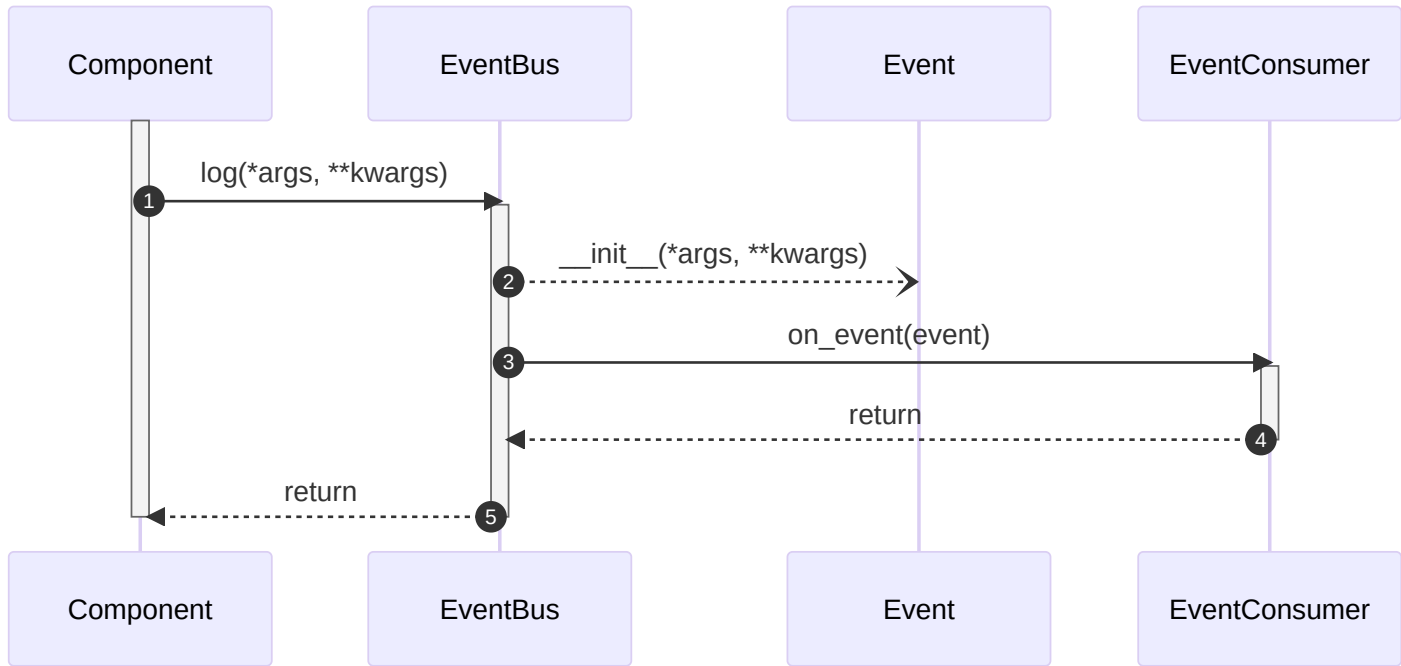 Component
EventBus
Event
EventConsumer
log(*args, **kwargs)
1
__init__(*args, **kwargs)
2
on_event(event)
3
return
4
return
5
Component
EventBus
Event
EventConsumer